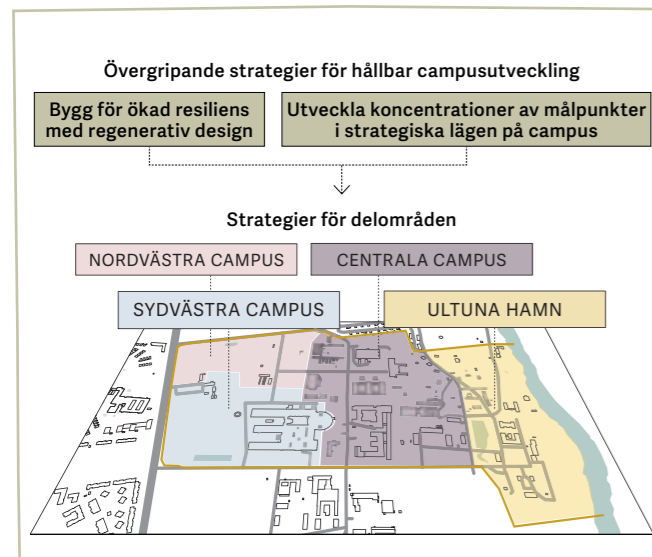 Övergripande strategier för hållbar campusutveckling
Bygg för ökad resiliens
med regenerativ design
Utveckla koncentrationer av målpunkter
i strategiska lägen på campus
Strategier för delområden
NORDVÄSTRA CAMPUS
CENTRALA CAMPUS
SYDVÄSTRA CAMPUS
ULTUNA HAMN